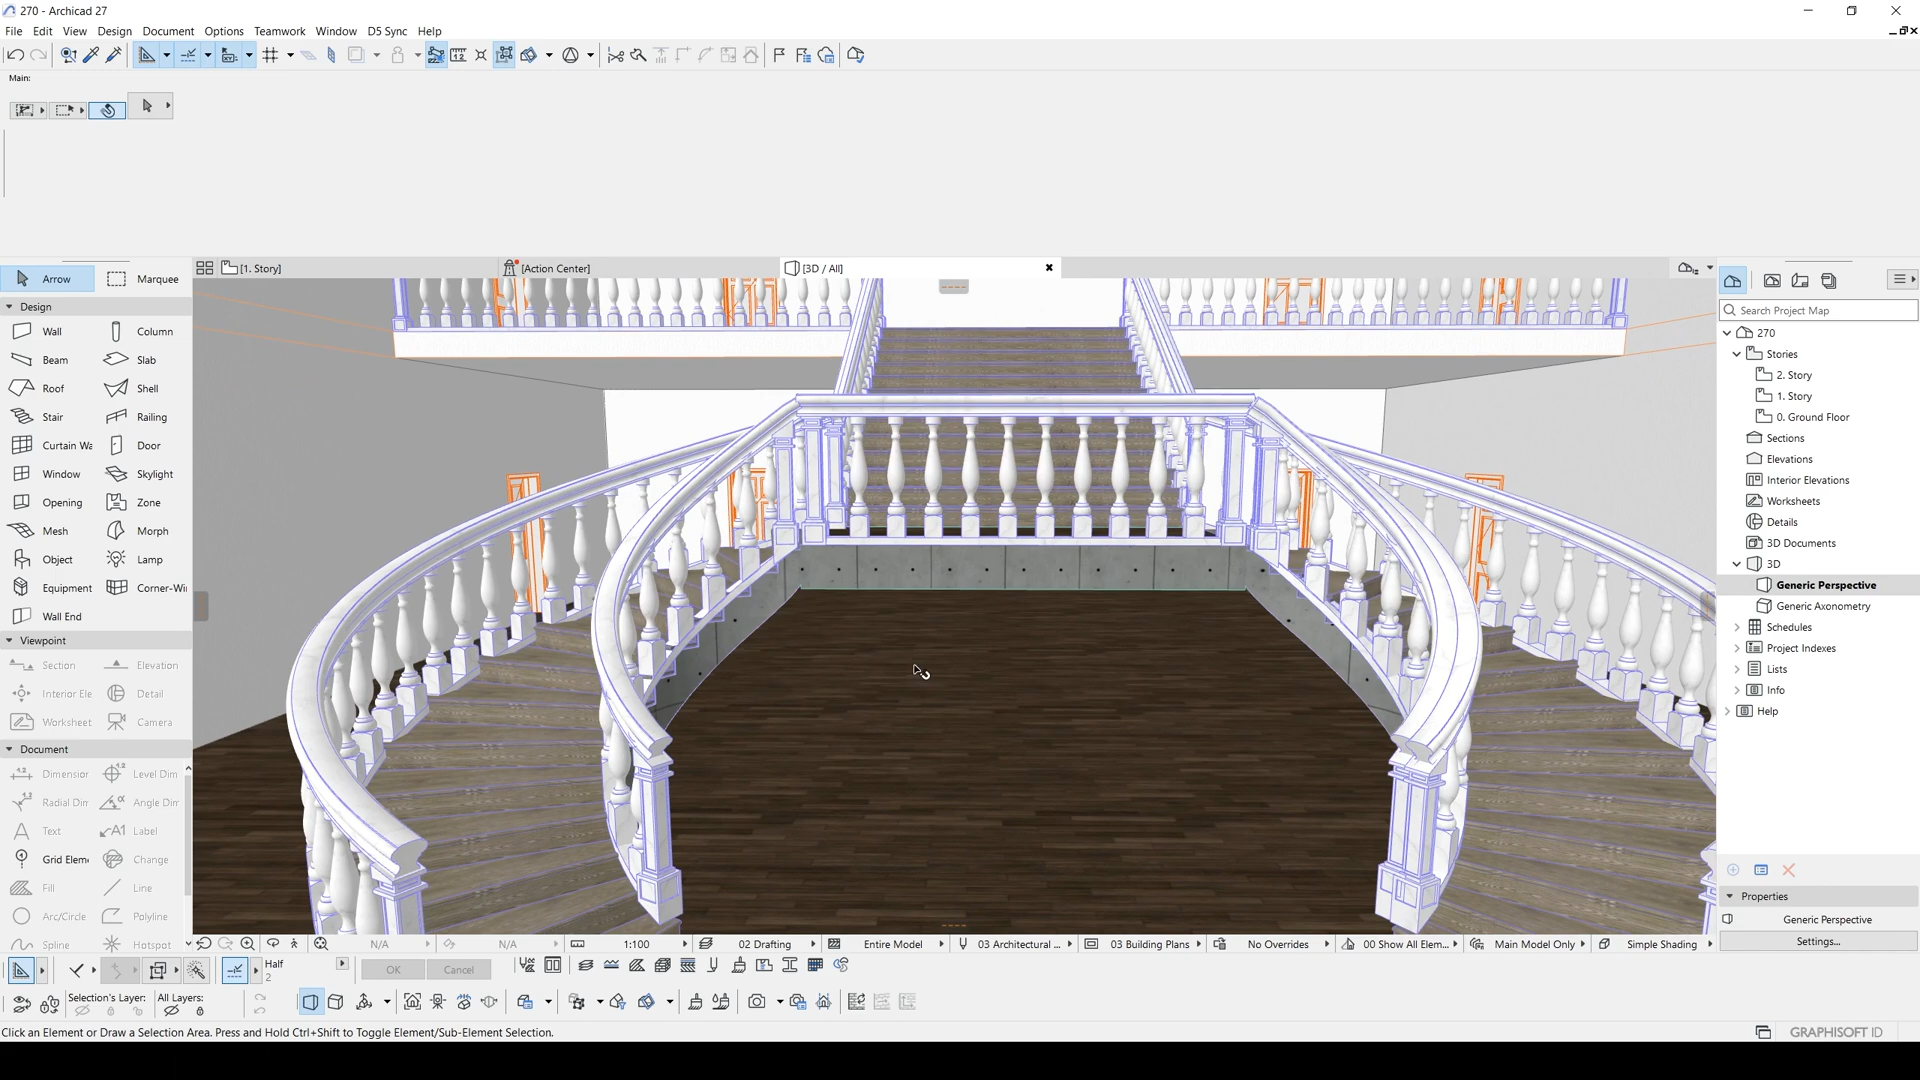 270 - Archicad 27
File Edit View Design Document Options Teamwork Window D5 Sync Help
Main:
[1. Story] [Action Center] [3D / All]
Arrow Marquee
Design
Wall Column
Beam Slab
Roof Shell
Stair Railing
Curtain Wa Door
Window Skylight
Opening Zone
Mesh Morph
Object Lamp
Equipment Corner-Wi
Wall End
Viewpoint
Section Elevation
Interior Ele Detail
Worksheet Camera
Document
Dimension Level Dim
Radial Dim Angle Dim
Text Label
Grid Elem Change
Fill Line
Arc/Circle Polyline
Spline Hotspot
Search Project Map
270
Stories
2. Story
1. Story
0. Ground Floor
Sections
Elevations
Interior Elevations
Worksheets
Details
3D Documents
3D
Generic Perspective
Generic Axonometry
Schedules
Project Indexes
Lists
Info
Help
Properties
Generic Perspective
Settings...
N/A N/A 1:100 02 Drafting Entire Model 03 Architectural ... 03 Building Plans No Overrides 00 Show All Elem... Main Model Only Simple Shading
Half
2
OK Cancel
Selection's Layer: All Layers:
Click an Element or Draw a Selection Area. Press and Hold Ctrl+Shift to Toggle Element/Sub-Element Selection.
GRAPHISOFT ID